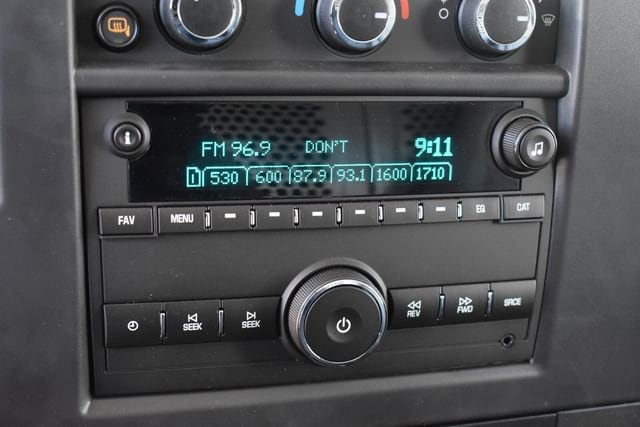 FM 96.9 DON'T 9:11
1 530 600 87.9 93.1 1600 1710
FAV MENU EQ CAT
SEEK SEEK REV FWD SRCE